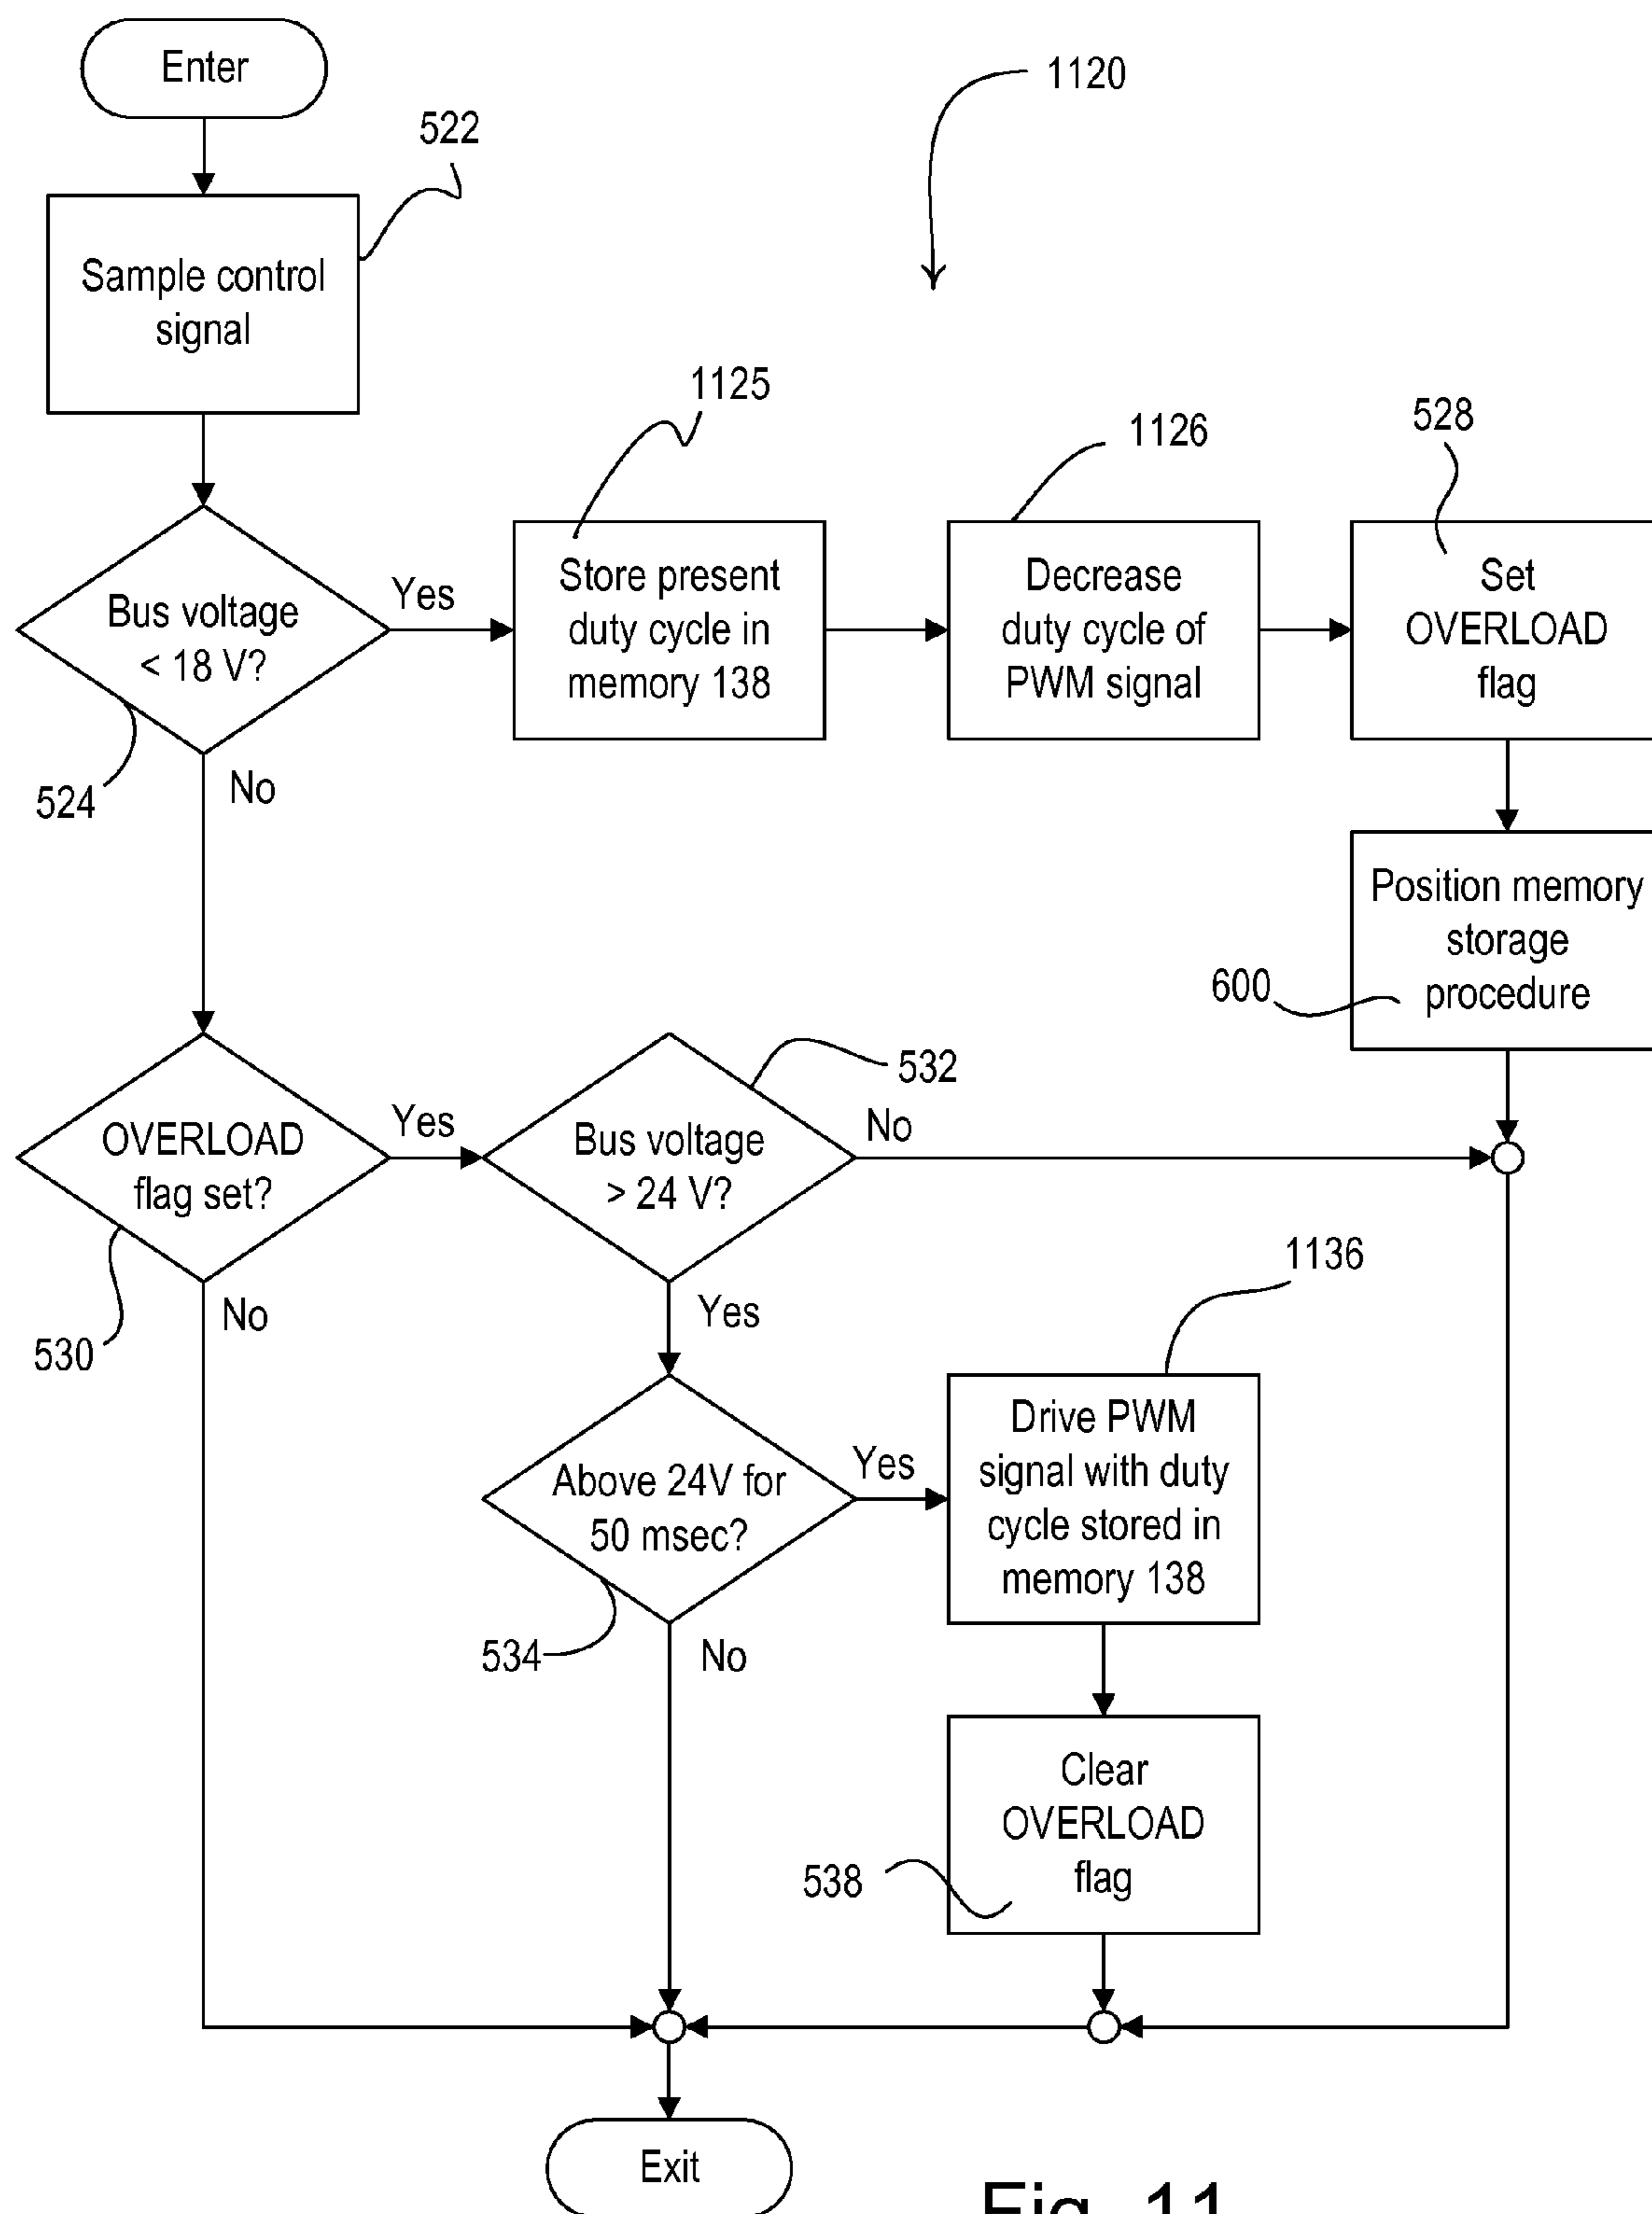 Enter
1120
522
Sample control
signal
1125
1126
528
Bus voltage
< 18 V?
Yes
Store present
duty cycle in
memory 138
Decrease
duty cycle of
PWM signal
Set
OVERLOAD
flag
524
No
Position memory
storage
procedure
600
OVERLOAD
flag set?
Yes
Bus voltage
> 24 V?
532
No
530
No
Yes
1136
Above 24V for
50 msec?
Yes
Drive PWM
signal with duty
cycle stored in
memory 138
534
No
Clear
OVERLOAD
flag
538
Exit
Fig. 11